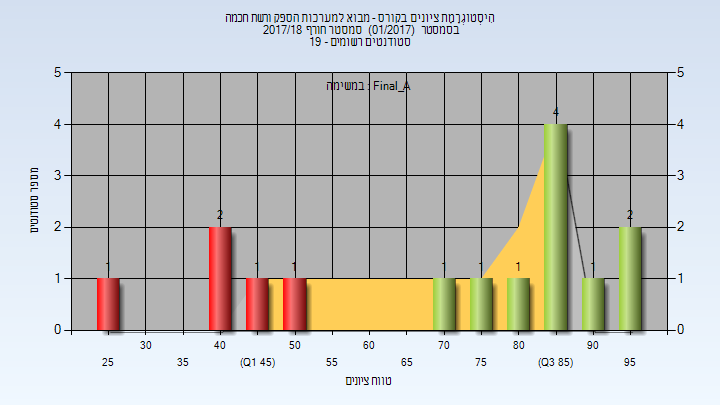 היסטוגרמת ציונים בקורס - מבוא למערכות הספק ורשת חכמה
בסמסטר (01/2017) סמסטר חורף 2017/18
סטודנטים רשומים - 19
במשימה : Final_A
5 5
4 4
3 3
2 2
1 1
0 0
מספר סטודנטים
1 2 1 1 1 1 1 4 1 2
30 40 50 60 70 80 90
25 35 (Q1 45) 55 65 75 (Q3 85) 95
טווח ציונים